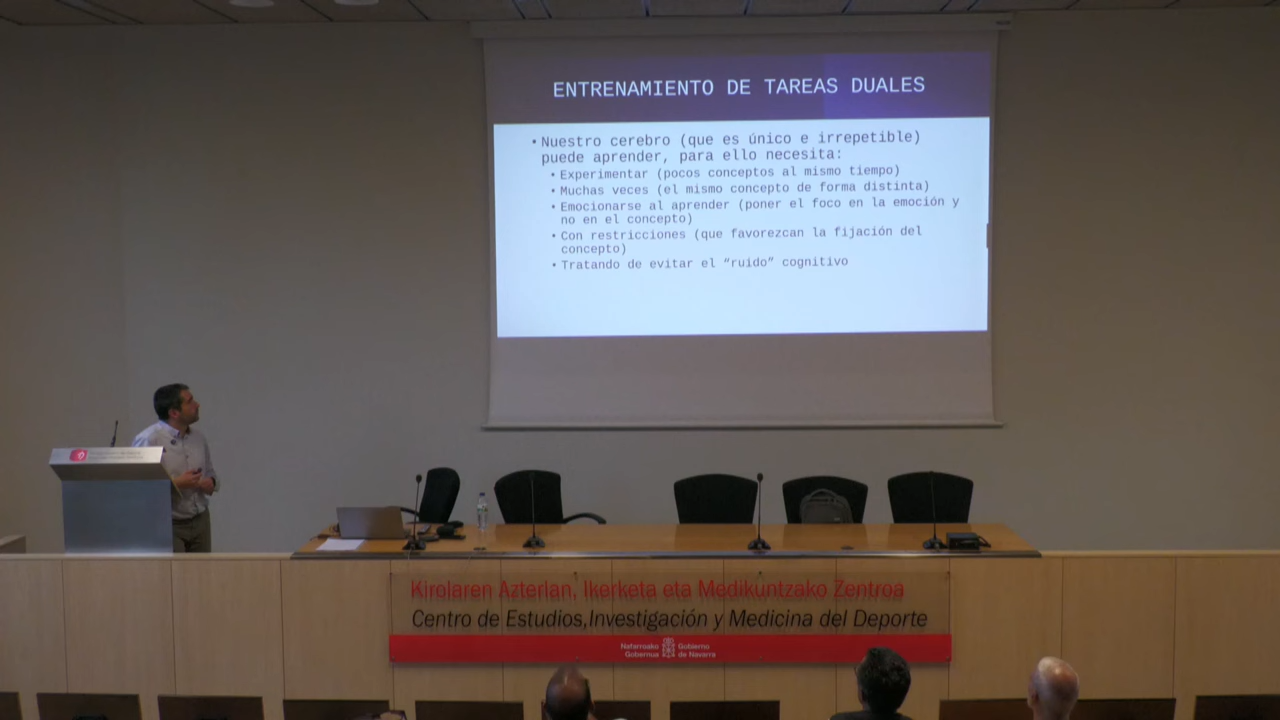 ENTRENAMIENTO DE TAREAS DUALES
• Nuestro cerebro (que es único e irrepetible)
puede aprender, para ello necesita:
• Experimentar (pocos conceptos al mismo tiempo)
• Muchas veces (el mismo concepto de forma distinta)
• Emocionarse al aprender (poner el foco en la emoción y
no en el concepto)
• Con restricciones (que favorezcan la fijación del
concepto)
• Tratando de evitar el “ruido” cognitivo
Kirolaren Azterlan, Ikerketa eta Medikuntzako Zentroa
Centro de Estudios,Investigación y Medicina del Deporte
Nafarroako Gobernua
Gobierno de Navarra